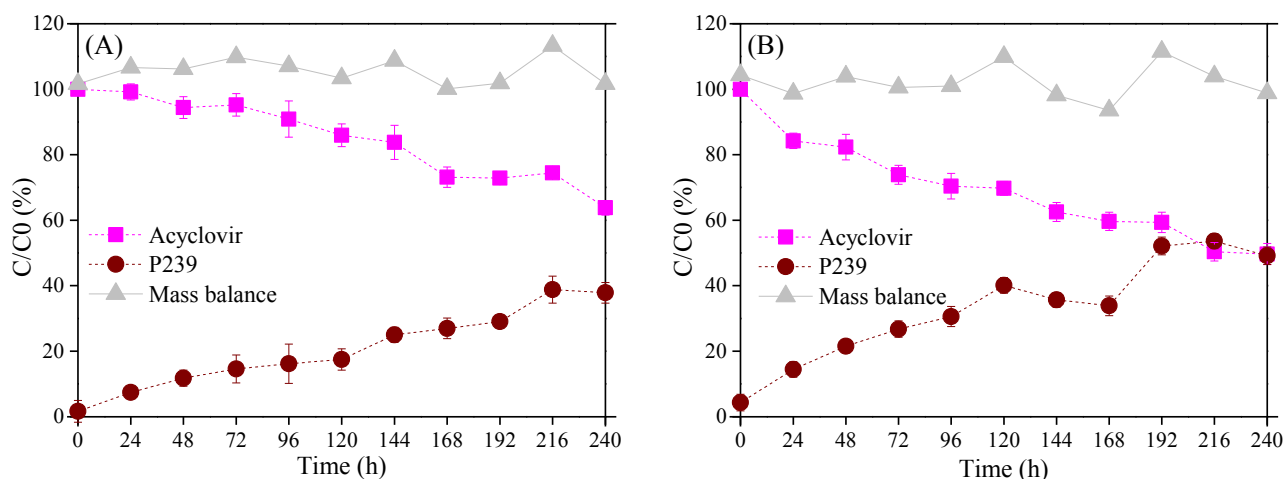 (A)
C/C0 (%)
120
100
80
60
40
20
0
Acyclovir
P239
Mass balance
0 24 48 72 96 120 144 168 192 216 240
Time (h)
(B)
C/C0 (%)
120
100
80
60
40
20
0
Acyclovir
P239
Mass balance
0 24 48 72 96 120 144 168 192 216 240
Time (h)